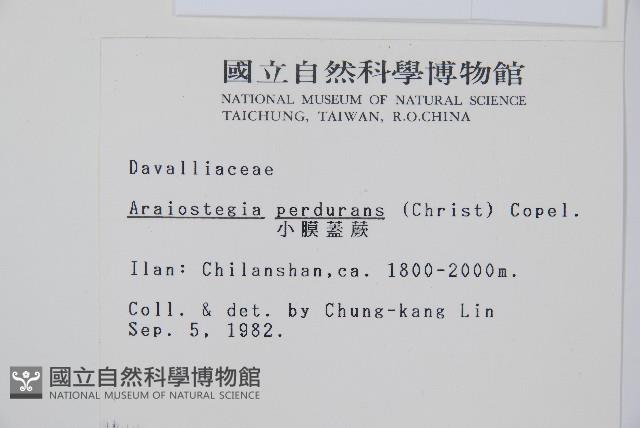 國立自然科學博物館
NATIONAL MUSEUM OF NATURAL SCIENCE
TAICHUNG, TAIWAN, R.O.CHINA
Davalliaceae
Araiostegia perdurans (Christ) Copel.
小膜蓋蕨
Ilan: Chilanshan,ca. 1800-2000m.
Coll. & det. by Chung-kang Lin
Sep. 5, 1982.
國立自然科學博物館
NATIONAL MUSEUM OF NATURAL SCIENCE